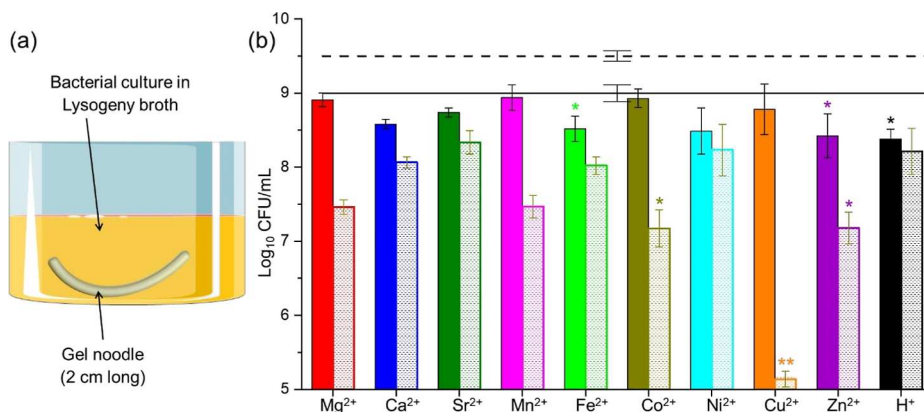 (a)
Bacterial culture in
Lysogeny broth
Gel noodle
(2 cm long)
(b)
Log₁₀ CFU/mL
10
9
8
7
6
5
*
*
*
**
*
*
*
Mg²⁺ Ca²⁺ Sr²⁺ Mn²⁺ Fe²⁺ Co²⁺ Ni²⁺ Cu²⁺ Zn²⁺ H⁺